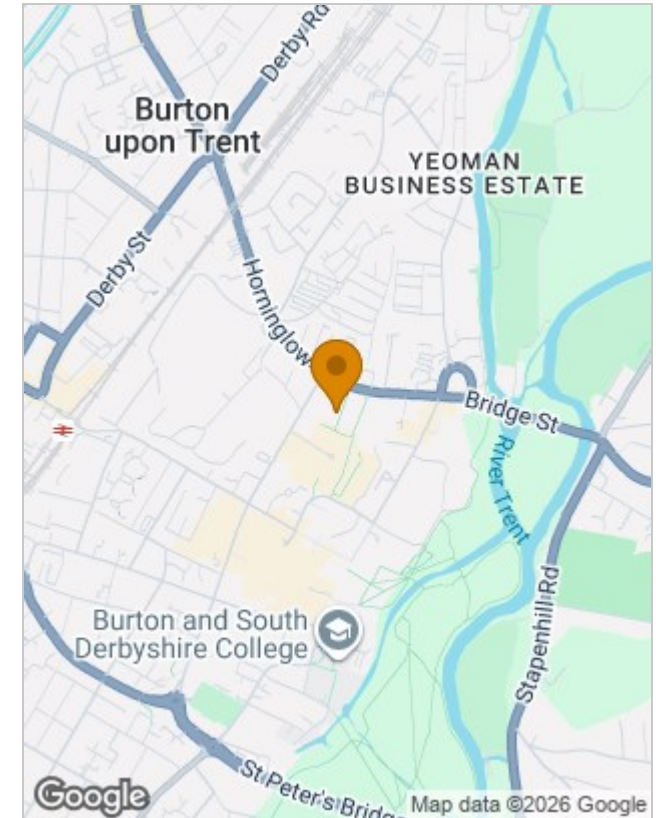 Derby Rd
Burton
upon Trent
YEOMAN
BUSINESS ESTATE
Derby St
Horninglow
Bridge St
River Trent
Burton and South
Derbyshire College
Stapenhill Rd
St Peter's Bridge
Google
Map data ©2026 Google